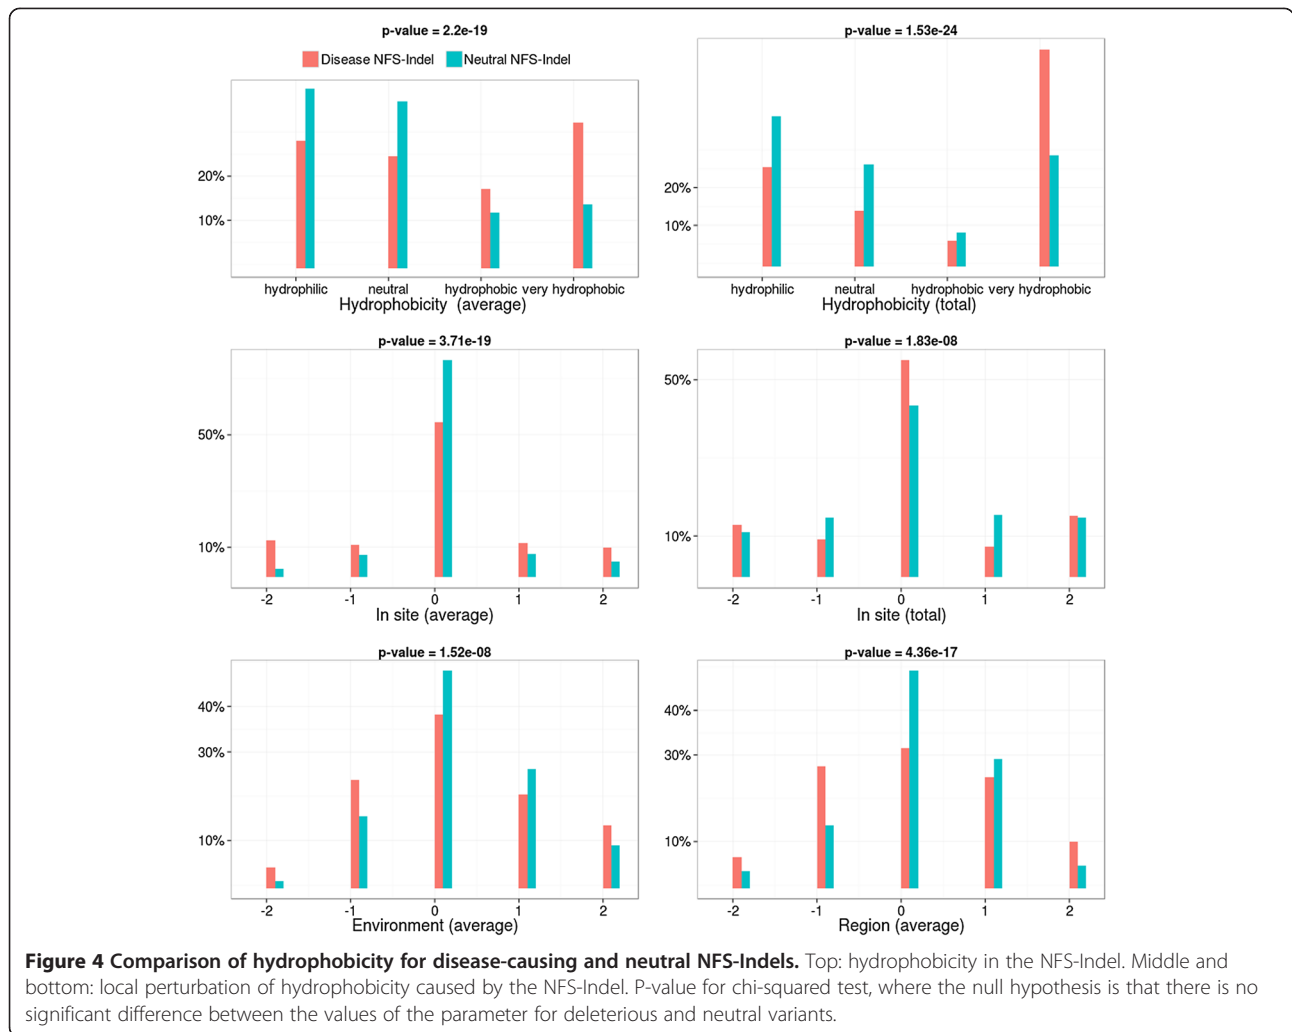 p-value = 2.2e-19
Disease NFS-Indel Neutral NFS-Indel
20%
10%
hydrophilic neutral hydrophobic very hydrophobic
Hydrophobicity (average)
p-value = 1.53e-24
20%
10%
hydrophilic neutral hydrophobic very hydrophobic
Hydrophobicity (total)
p-value = 3.71e-19
50%
10%
-2 -1 0 1 2
In site (average)
p-value = 1.83e-08
50%
10%
-2 -1 0 1 2
In site (total)
p-value = 1.52e-08
40%
30%
10%
-2 -1 0 1 2
Environment (average)
p-value = 4.36e-17
40%
30%
10%
-2 -1 0 1 2
Region (average)
Figure 4 Comparison of hydrophobicity for disease-causing and neutral NFS-Indels. Top: hydrophobicity in the NFS-Indel. Middle and
bottom: local perturbation of hydrophobicity caused by the NFS-Indel. P-value for chi-squared test, where the null hypothesis is that there is no
significant difference between the values of the parameter for deleterious and neutral variants.